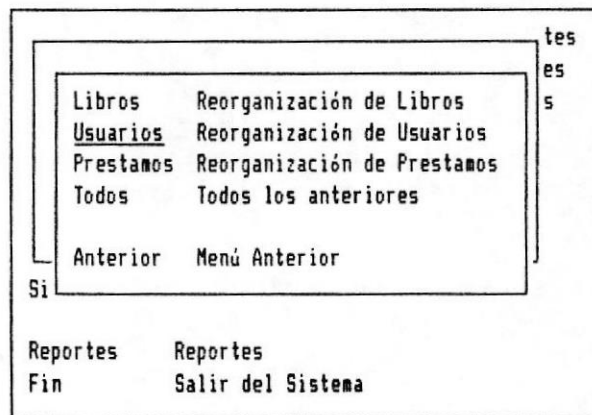 tes
es
s
Libros Reorganización de Libros
Usuarios Reorganización de Usuarios
Prestamos Reorganización de Prestamos
Todos Todos los anteriores
Anterior Menú Anterior
Si
Reportes Reportes
Fin Salir del Sistema